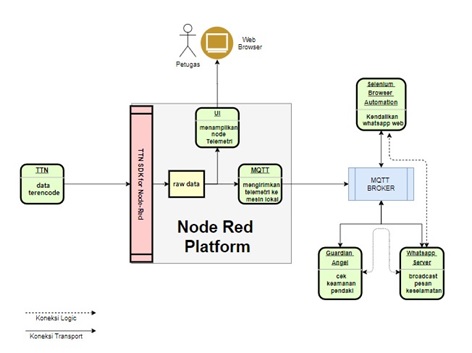 Petugas
Web
Browser
UI
menampilkan
node
Telemetri
TTN SDK for Node-Red
TTN
data
terencode
raw data
MQTT
mengirimkan
telemetri ke
mesin lokal
Node Red
Platform
Selenium
Browser
Automation
Kendalikan
whatsapp web
MQTT
BROKER
Guardian
Angel
cek
keamanan
pendaki
Whatsapp
Server
broadcast
pesan
keselamatan
Koneksi Logic
Koneksi Transport